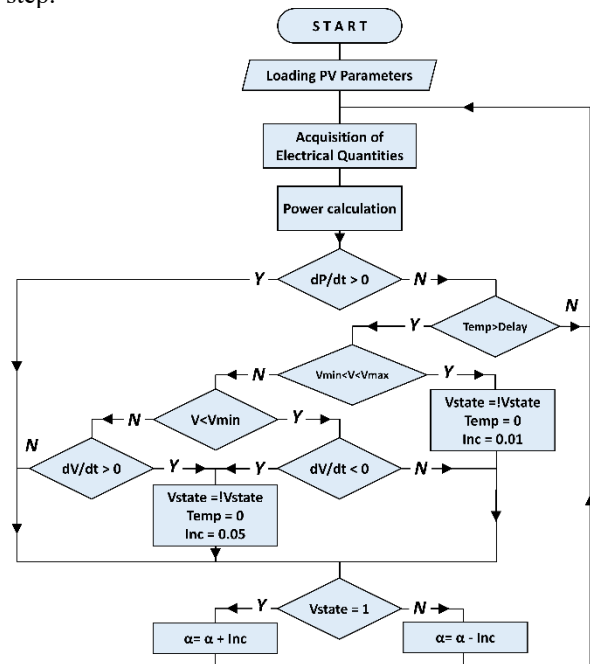 step.
START
Loading PV Parameters
Acquisition of
Electrical Quantities
Power calculation
Y
dP/dt > 0
N
Y
Temp>Delay
N
N
Vmin<V<Vmax
Y
Vstate =!Vstate
Temp = 0
Inc = 0.01
N
V<Vmin
Y
N
dV/dt > 0
Y
Y
dV/dt < 0
N
Vstate =!Vstate
Temp = 0
Inc = 0.05
Y
Vstate = 1
N
α= α + Inc
α= α - Inc